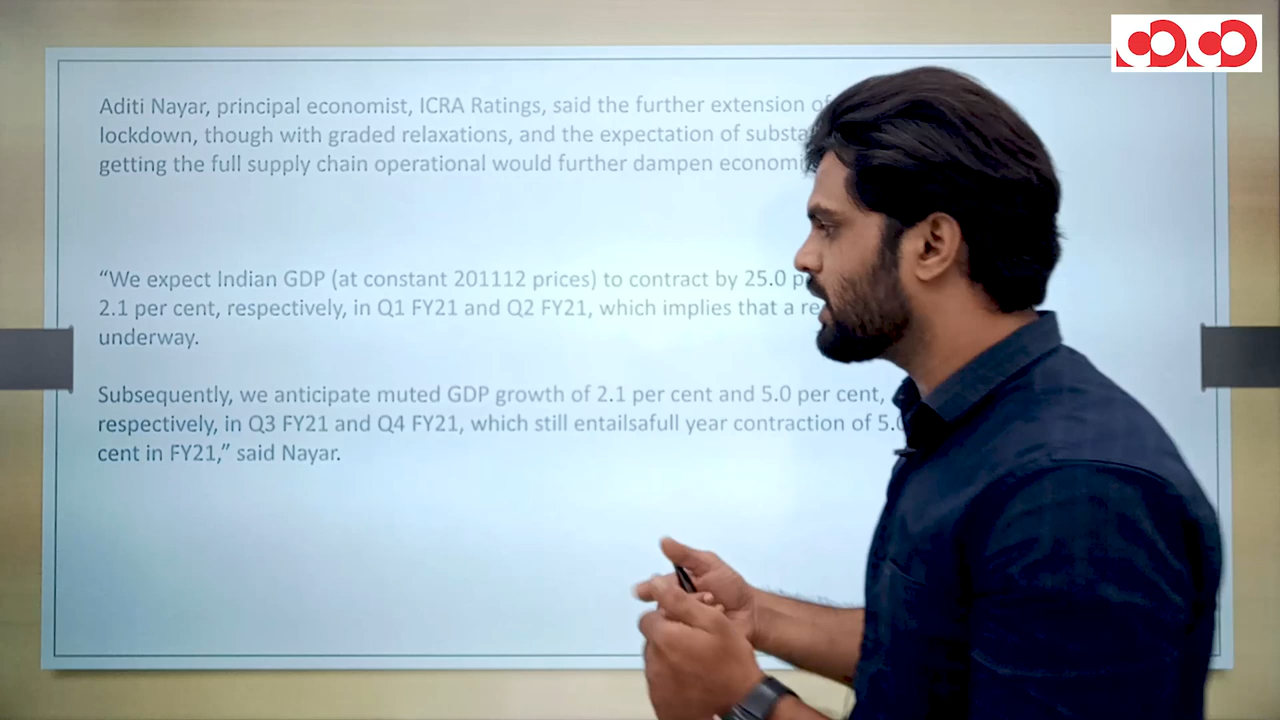 Aditi Nayar, principal economist, ICRA Ratings, said the further extension of
lockdown, though with graded relaxations, and the expectation of
getting the full supply chain operational would further dampen
“We expect Indian GDP (at constant 201112 prices) to contract by 25.0
2.1 per cent, respectively, in Q1 FY21 and Q2 FY21, which implies that a
underway.
Subsequently, we anticipate muted GDP growth of 2.1 per cent and 5.0 per cent,
respectively, in Q3 FY21 and Q4 FY21, which still entailsafull year contraction of
cent in FY21,” said Nayar.